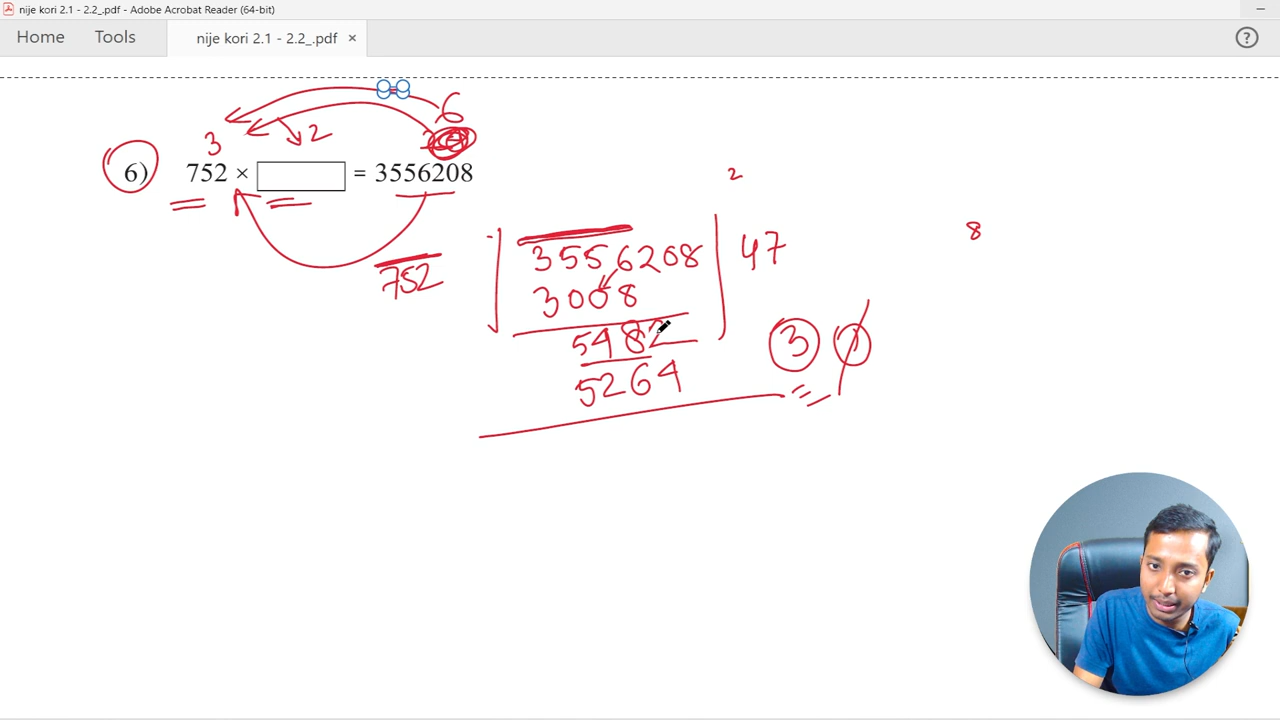 nije kori 2.1 - 2.2_.pdf - Adobe Acrobat Reader (64-bit)
Home Tools nije kori 2.1 - 2.2_.pdf × ?
6
3 2
6) 752 × = 3556208
2
8
752 3556208 47
3008
5482 3 1
5264